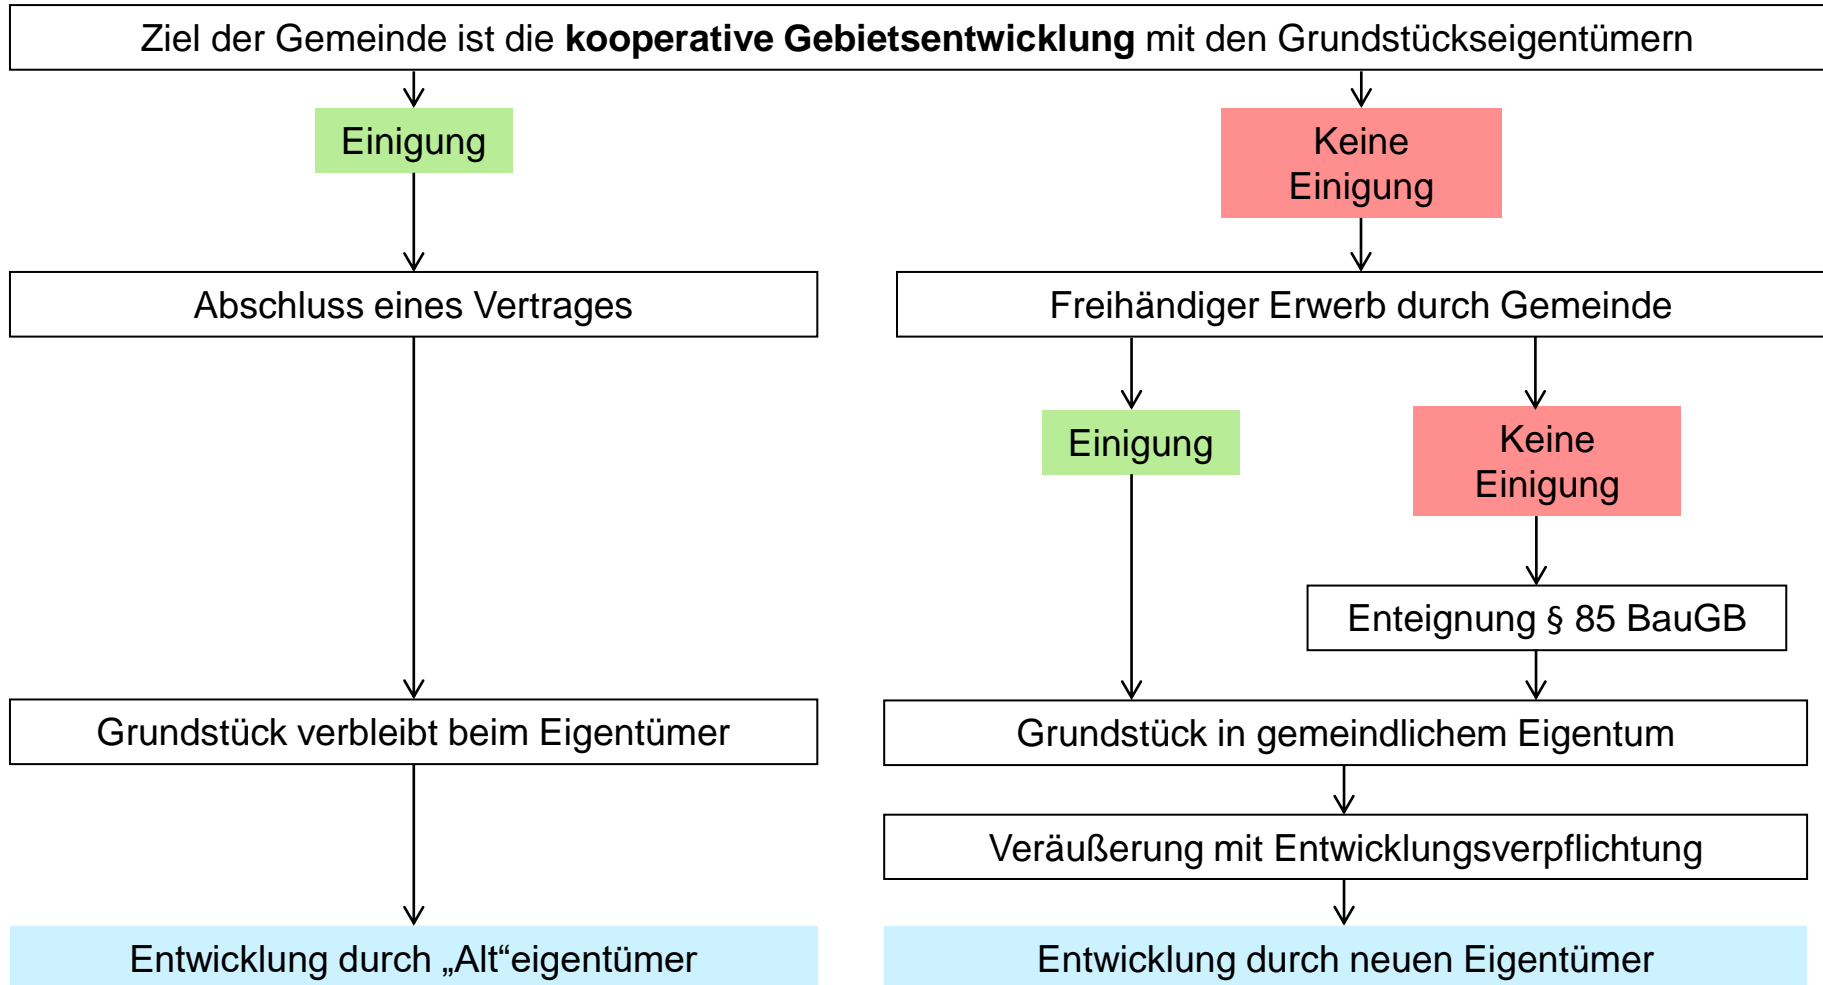 Ziel der Gemeinde ist die kooperative Gebietsentwicklung mit den Grundstückseigentümern
Einigung
Keine
Einigung
Abschluss eines Vertrages
Freihändiger Erwerb durch Gemeinde
Einigung
Keine
Einigung
Enteignung § 85 BauGB
Grundstück verbleibt beim Eigentümer
Grundstück in gemeindlichem Eigentum
Veräußerung mit Entwicklungsverpflichtung
Entwicklung durch „Alt“eigentümer
Entwicklung durch neuen Eigentümer